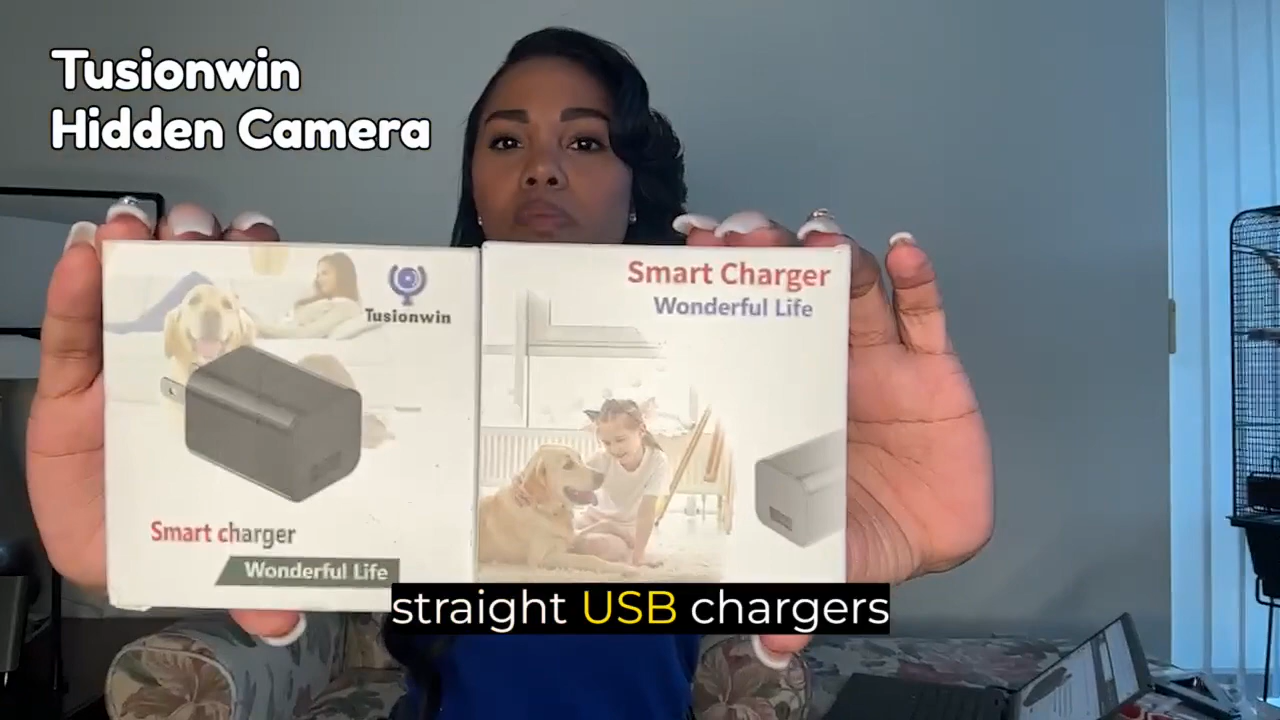 Tusionwin
Hidden Camera
Tusionwin
Smart charger
Wonderful Life
Smart Charger
Wonderful Life
straight USB chargers